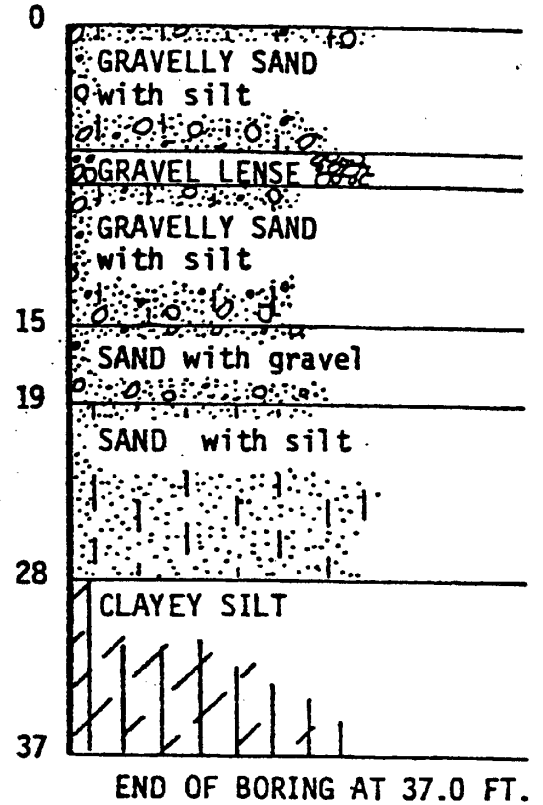 0
GRAVELLY SAND
with silt
GRAVEL LENSE
GRAVELLY SAND
with silt
15
SAND with gravel
19
SAND with silt
28
CLAYEY SILT
37
END OF BORING AT 37.0 FT.